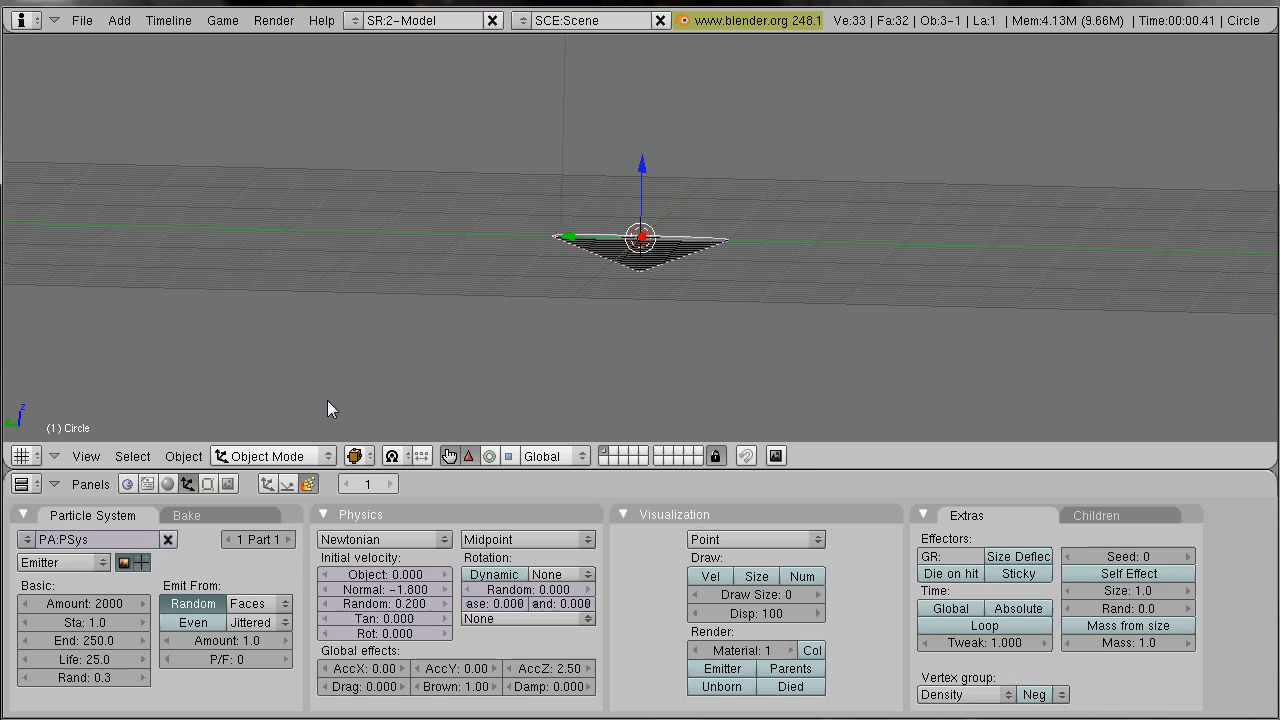 File Add Timeline Game Render Help SR:2-Model SCE:Scene www.blender.org 248.1 Ve:33 | Fa:32 | Ob:3-1 | La:1 | Mem:4.13M (9.66M) | Time:00:00.41 | Circle
z
(1) Circle
View Select Object Object Mode Global
Panels 1
Particle System Bake
PA:PSys 1 Part 1
Emitter
Basic: Emit From:
Amount: 2000 Random Faces
Sta: 1.0 Even Jittered
End: 250.0 Amount: 1.0
Life: 25.0 P/F: 0
Rand: 0.3
Physics
Newtonian Midpoint
Initial velocity: Rotation:
Object: 0.000 Dynamic None
Normal: -1.800 Random: 0.000
Random: 0.200 ase: 0.000 and: 0.000
Tan: 0.000 None
Rot: 0.000
Global effects:
AccX: 0.00 AccY: 0.00 AccZ: 2.50
Drag: 0.000 Brown: 1.00 Damp: 0.000
Visualization
Point
Draw:
Vel Size Num
Draw Size: 0
Disp: 100
Render:
Material: 1 Col
Emitter Parents
Unborn Died
Extras Children
Effectors:
GR: Size Deflec Seed: 0
Die on hit Sticky Self Effect
Time: Size: 1.0
Global Absolute Rand: 0.0
Loop Mass from size
Tweak: 1.000 Mass: 1.0
Vertex group:
Density Neg